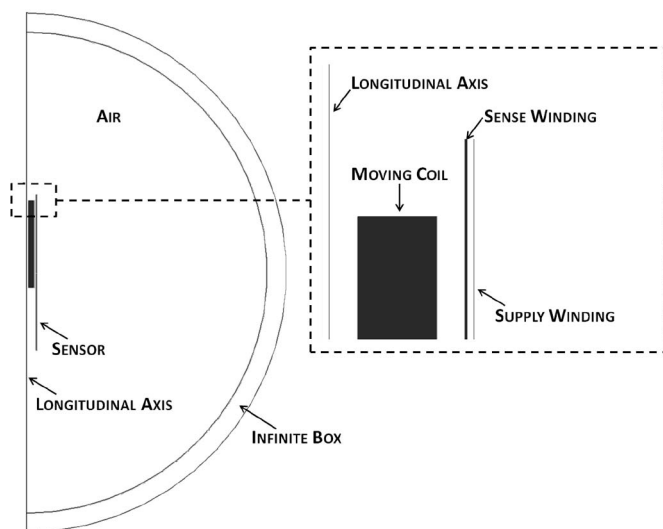 AIR
SENSOR
LONGITUDINAL AXIS
INFINITE BOX
LONGITUDINAL AXIS
SENSE WINDING
MOVING COIL
SUPPLY WINDING